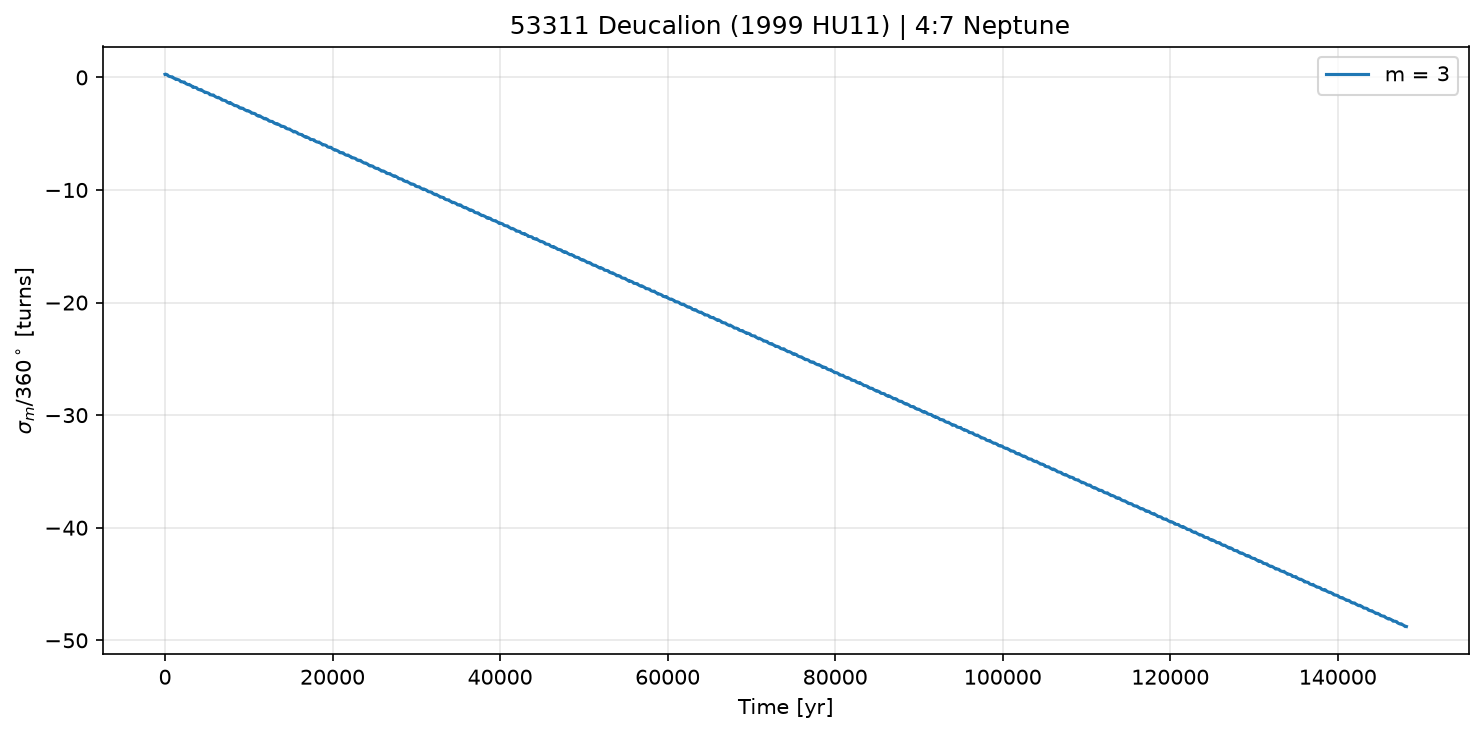 53311 Deucalion (1999 HU11) | 4:7 Neptune
m = 3
σm/360° [turns]
0
−10
−20
−30
−40
−50
0 20000 40000 60000 80000 100000 120000 140000
Time [yr]